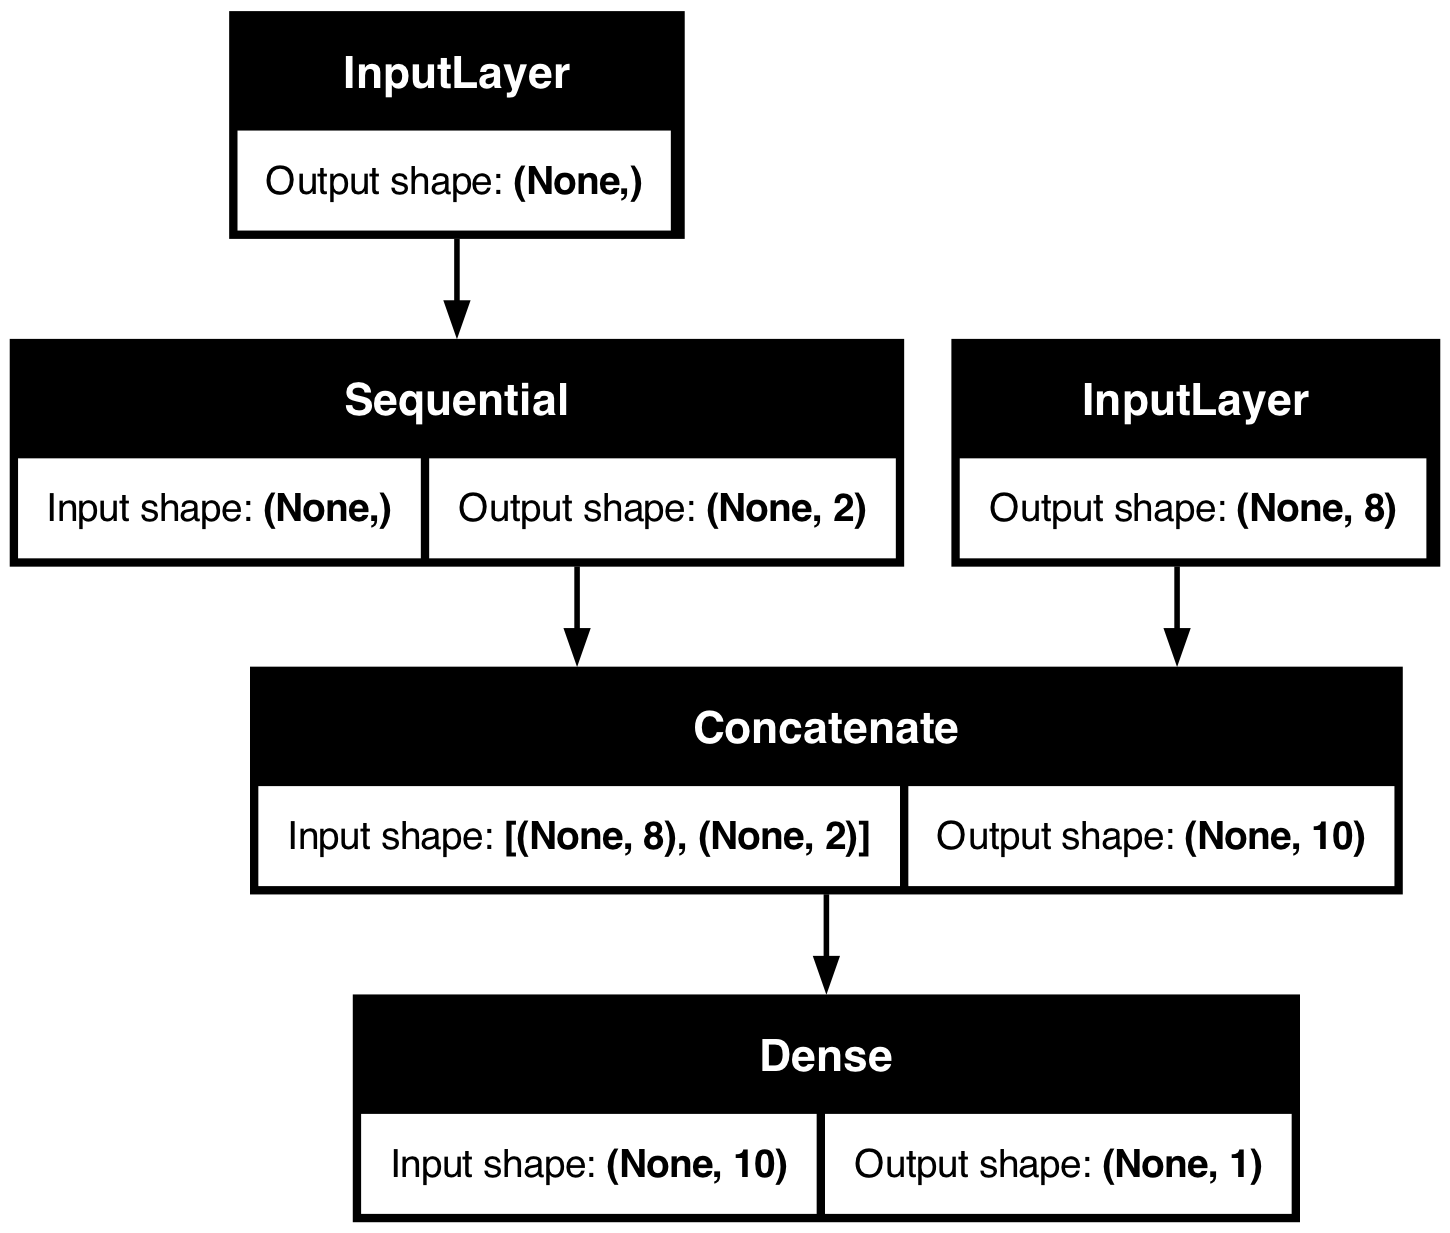 InputLayer
Output shape: (None,)
Sequential
Input shape: (None,)
Output shape: (None, 2)
InputLayer
Output shape: (None, 8)
Concatenate
Input shape: [(None, 8), (None, 2)]
Output shape: (None, 10)
Dense
Input shape: (None, 10)
Output shape: (None, 1)